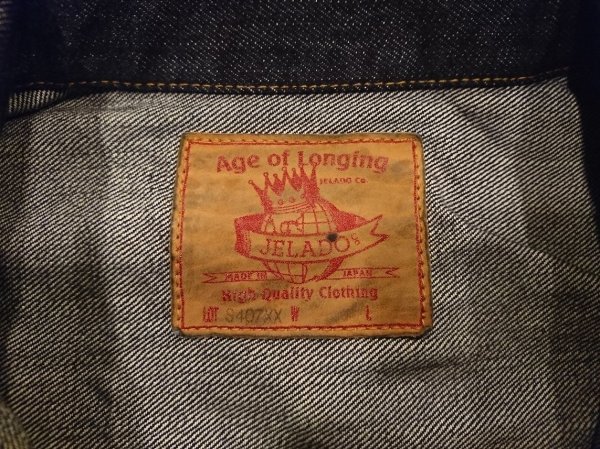 Age of Longing
JELADO CO
JELADO'S
MADE IN JAPAN
High Quality Clothing
LOT S407XX W L